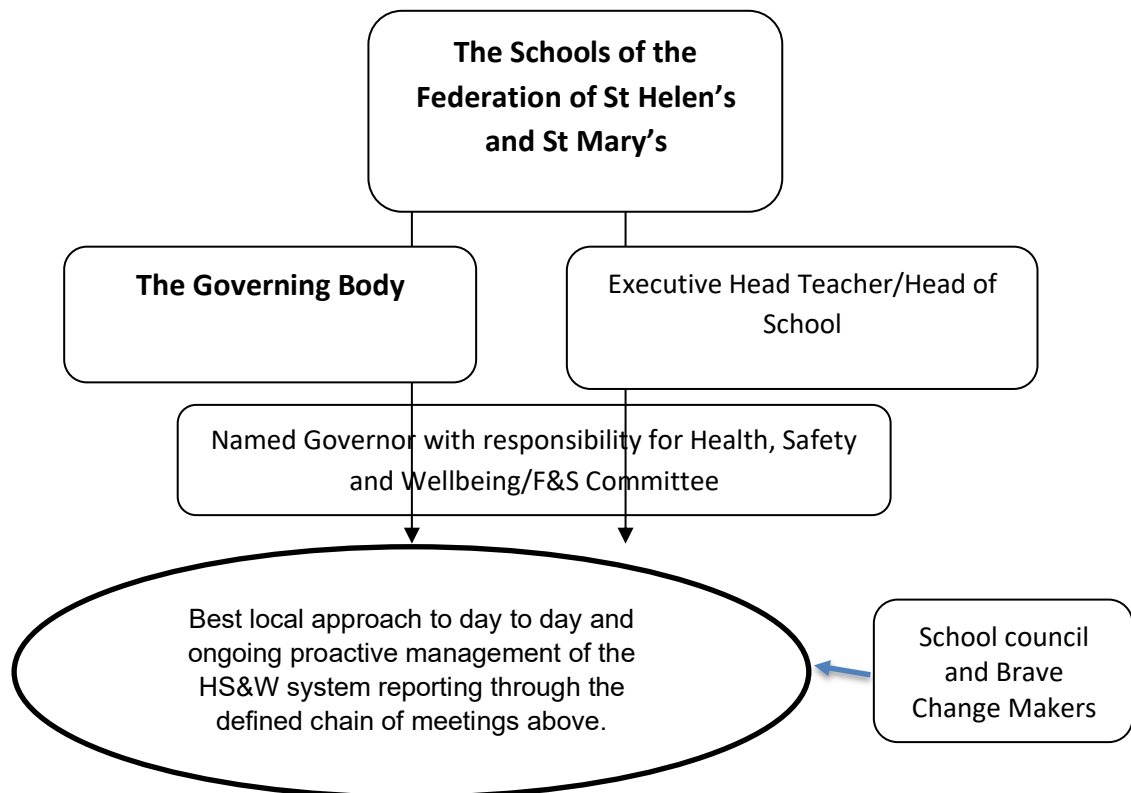 The Schools of the
Federation of St Helen’s
and St Mary’s
The Governing Body
Executive Head Teacher/Head of
School
Named Governor with responsibility for Health, Safety
and Wellbeing/F&S Committee
Best local approach to day to day and
ongoing proactive management of the
HS&W system reporting through the
defined chain of meetings above.
School council
and Brave
Change Makers